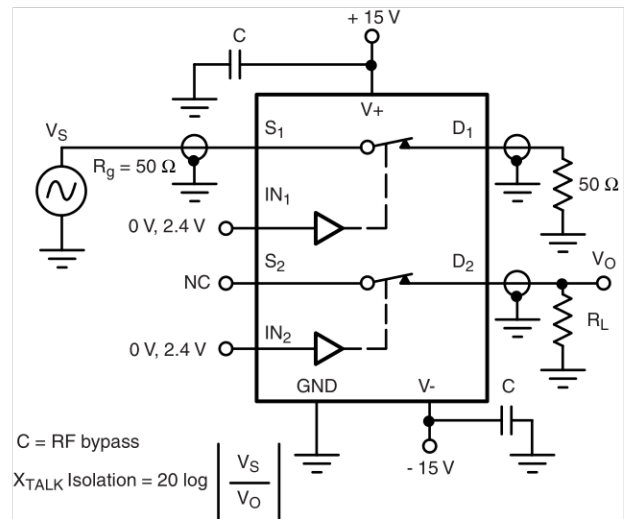 + 15 V
C
V+
VS
S1
D1
Rg = 50 Ω
50 Ω
IN1
0 V, 2.4 V
S2
D2
VO
NC
RL
IN2
0 V, 2.4 V
GND
V-
C
C = RF bypass
- 15 V
XTALK Isolation = 20 log | VS
VO |